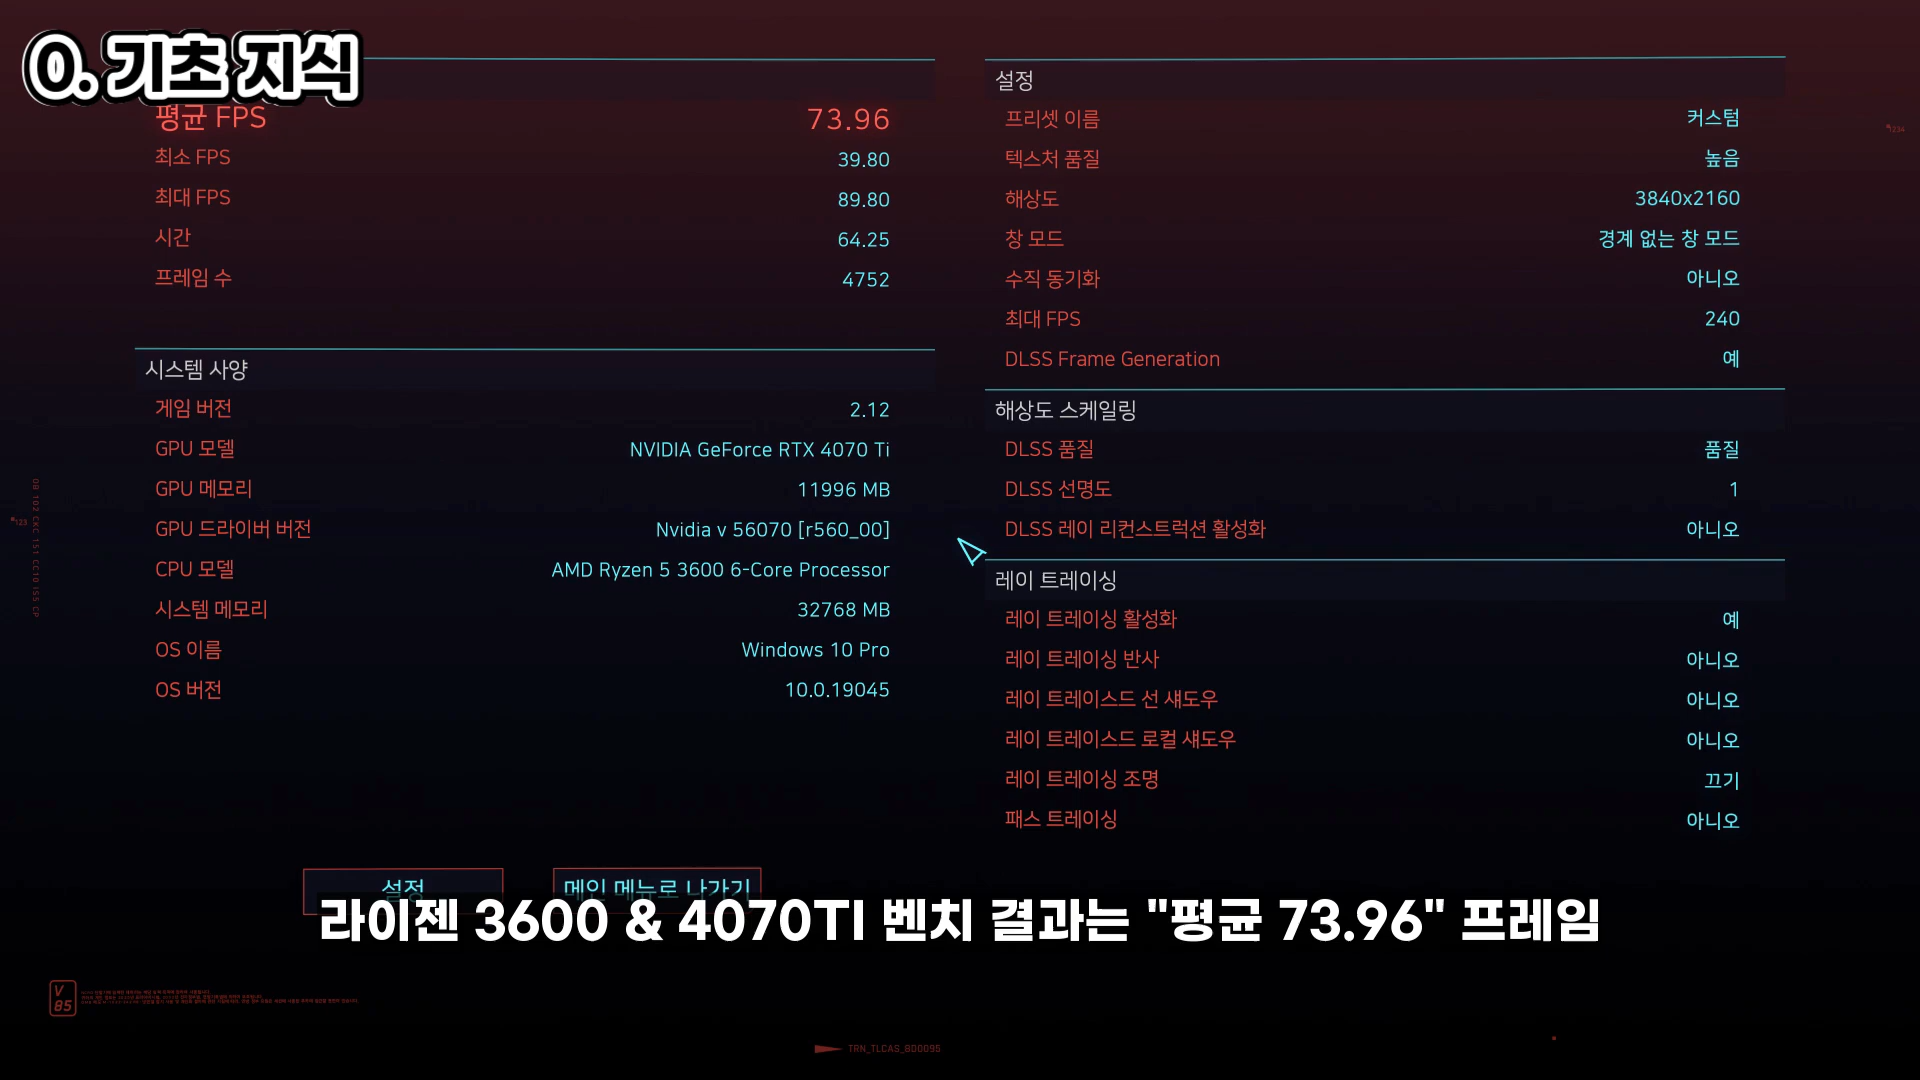 0. 기초 지식
평균 FPS 73.96
최소 FPS 39.80
최대 FPS 89.80
시간 64.25
프레임 수 4752
시스템 사양
게임 버전 2.12
GPU 모델 NVIDIA GeForce RTX 4070 Ti
GPU 메모리 11996 MB
GPU 드라이버 버전 Nvidia v 56070 [r560_00]
CPU 모델 AMD Ryzen 5 3600 6-Core Processor
시스템 메모리 32768 MB
OS 이름 Windows 10 Pro
OS 버전 10.0.19045
설정
프리셋 이름 커스텀
텍스처 품질 높음
해상도 3840x2160
창 모드 경계 없는 창 모드
수직 동기화 아니오
최대 FPS 240
DLSS Frame Generation 예
해상도 스케일링
DLSS 품질 품질
DLSS 선명도 1
DLSS 레이 리컨스트럭션 활성화 아니오
레이 트레이싱
레이 트레이싱 활성화 예
레이 트레이싱 반사 아니오
레이 트레이스드 선 섀도우 아니오
레이 트레이스드 로컬 섀도우 아니오
레이 트레이싱 조명 끄기
패스 트레이싱 아니오
설정
메인 메뉴로 나가기
라이젠 3600 & 4070TI 벤치 결과는 "평균 73.96" 프레임
V
85
123
1234